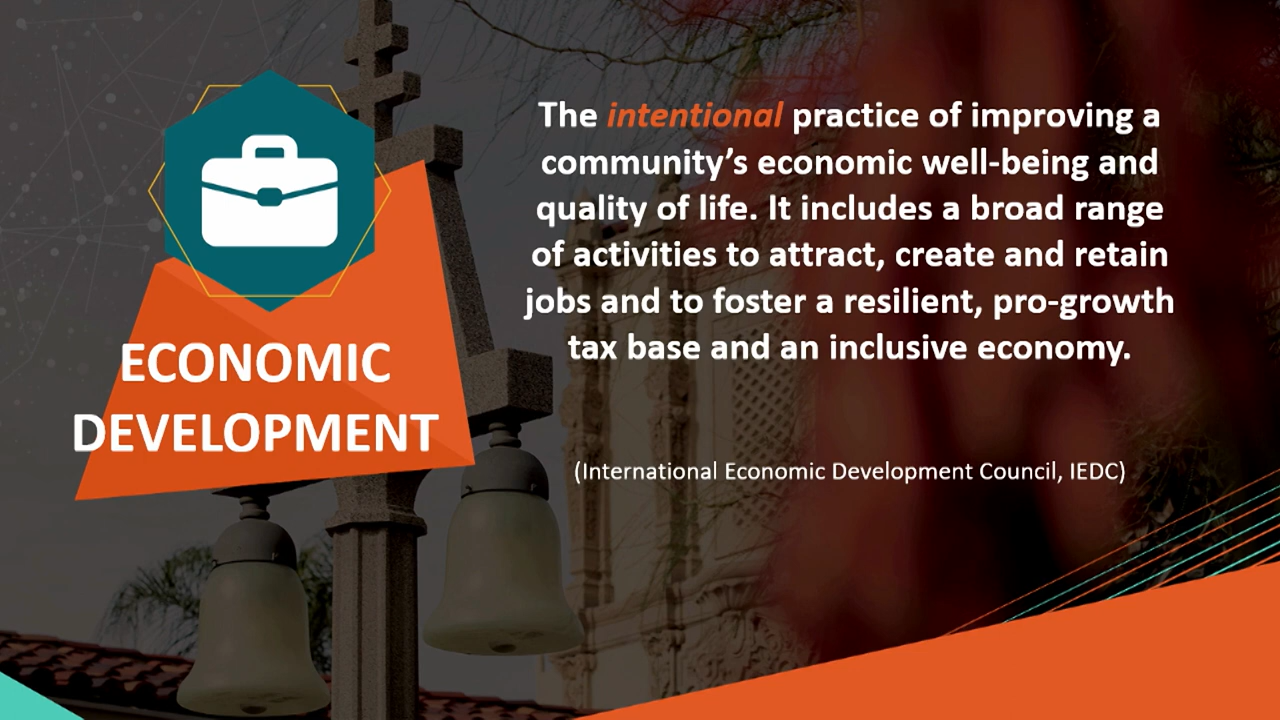 ECONOMIC
DEVELOPMENT
The intentional practice of improving a
community’s economic well-being and
quality of life. It includes a broad range
of activities to attract, create and retain
jobs and to foster a resilient, pro-growth
tax base and an inclusive economy.
(International Economic Development Council, IEDC)